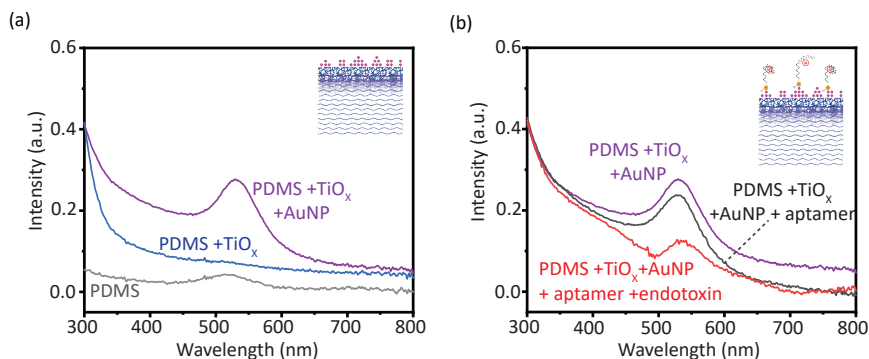 (a)
0.6
0.4
0.2
0.0
Intensity (a.u.)
PDMS +TiOx
+AuNP
PDMS +TiOx
PDMS
300 400 500 600 700 800
Wavelength (nm)
(b)
0.6
0.4
0.2
0.0
Intensity (a.u.)
PDMS +TiOx
+AuNP
PDMS +TiOx
+AuNP + aptamer
PDMS +TiOx+AuNP
+ aptamer +endotoxin
300 400 500 600 700 800
Wavelength (nm)